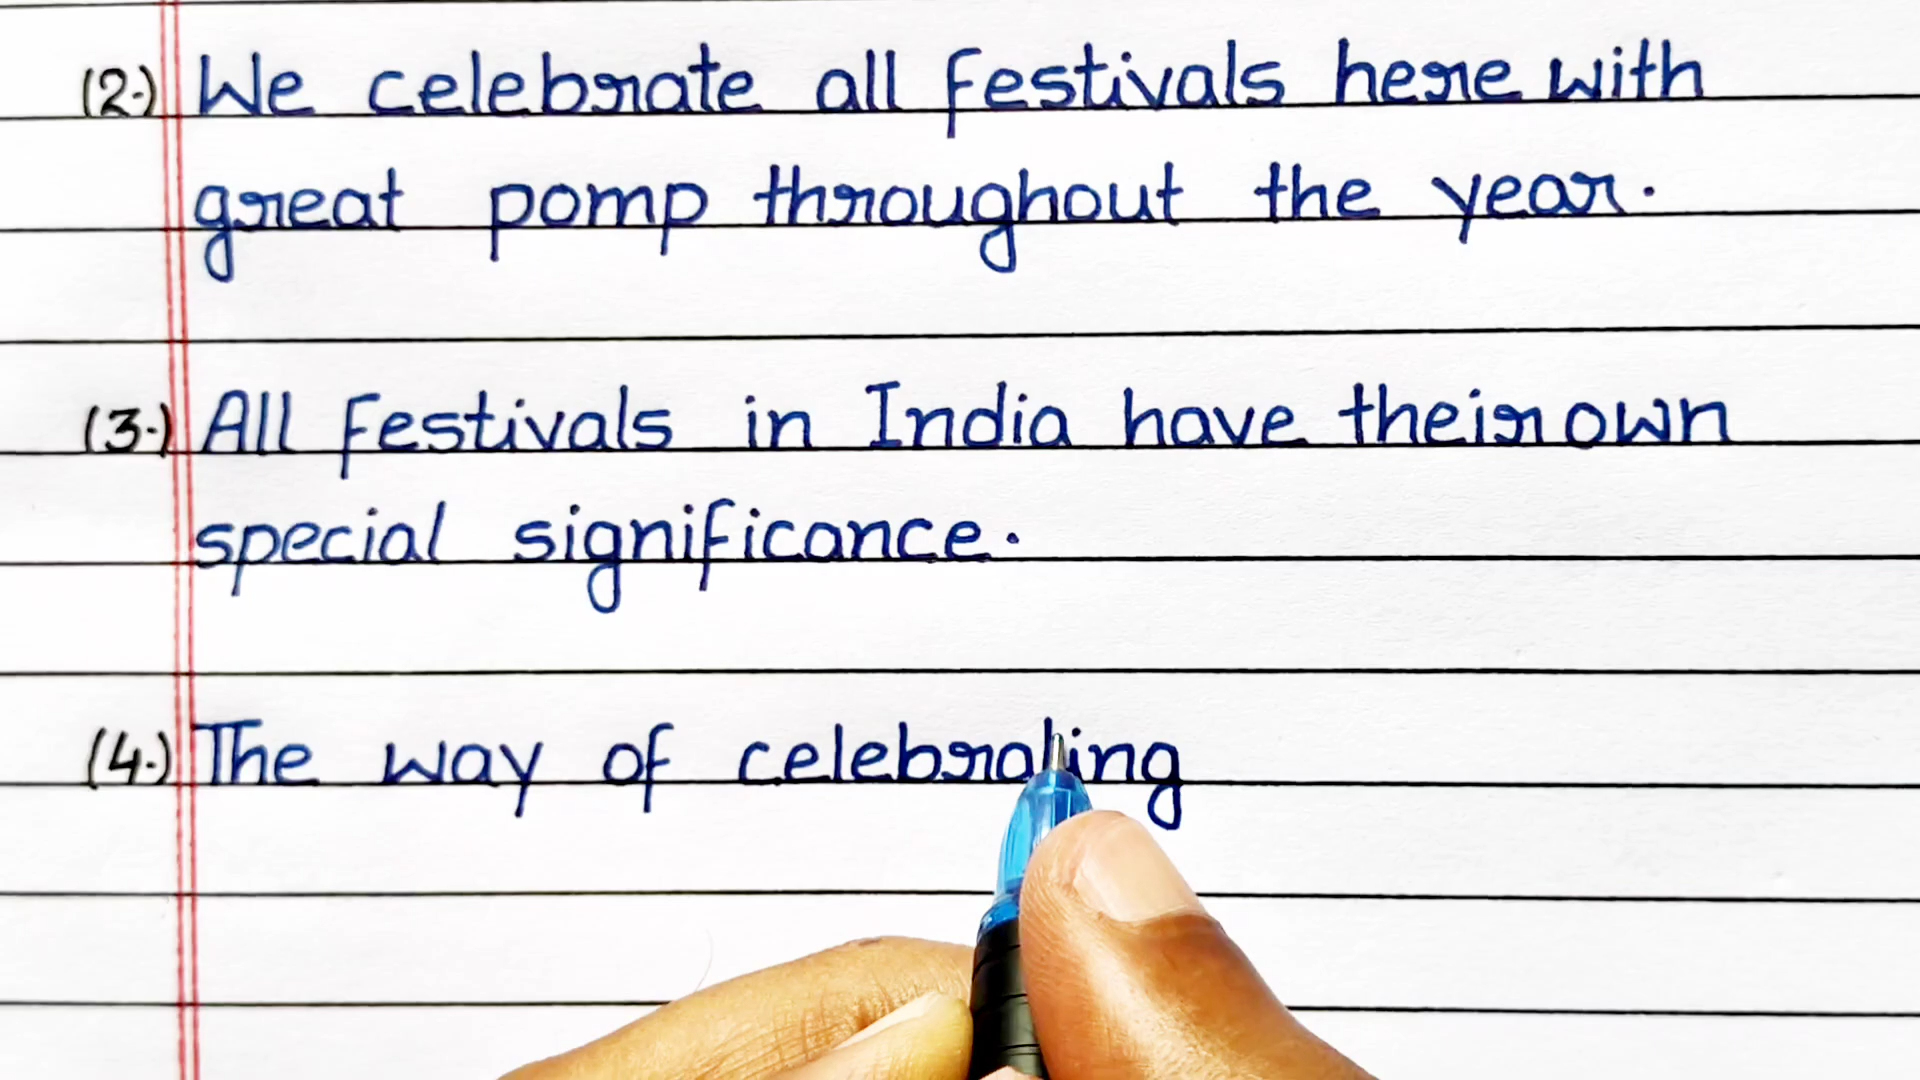 (2.) We celebrate all festivals here with
great pomp throughout the year.
(3.) All festivals in India have their own
special significance.
(4.) The way of celebrating